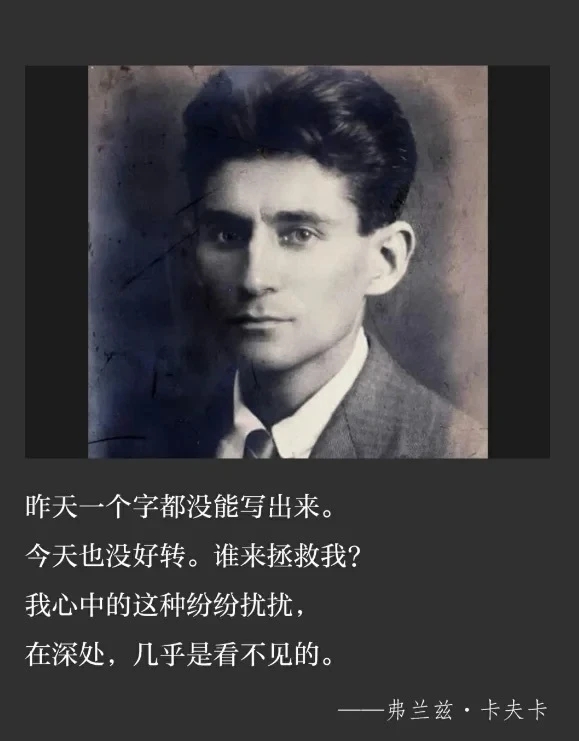 昨天一个字都没能写出来。
今天也没好转。谁来拯救我?
我心中的这种纷纷扰扰，
在深处，几乎是看不见的。
——弗兰兹·卡夫卡